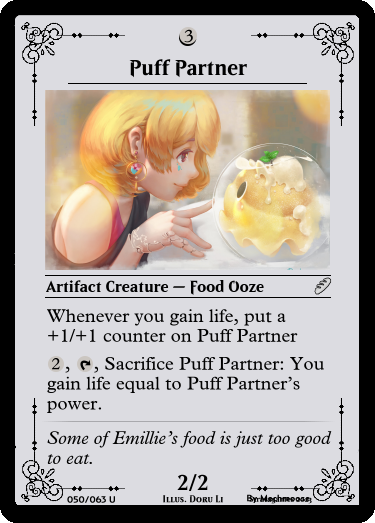 3
Puff Partner
Artifact Creature — Food Ooze
Whenever you gain life, put a
+1/+1 counter on Puff Partner
2, , Sacrifice Puff Partner: You
gain life equal to Puff Partner's
power.
Some of Emillie's food is just too good
to eat.
2/2
050/063 U
Illus. Doru Li